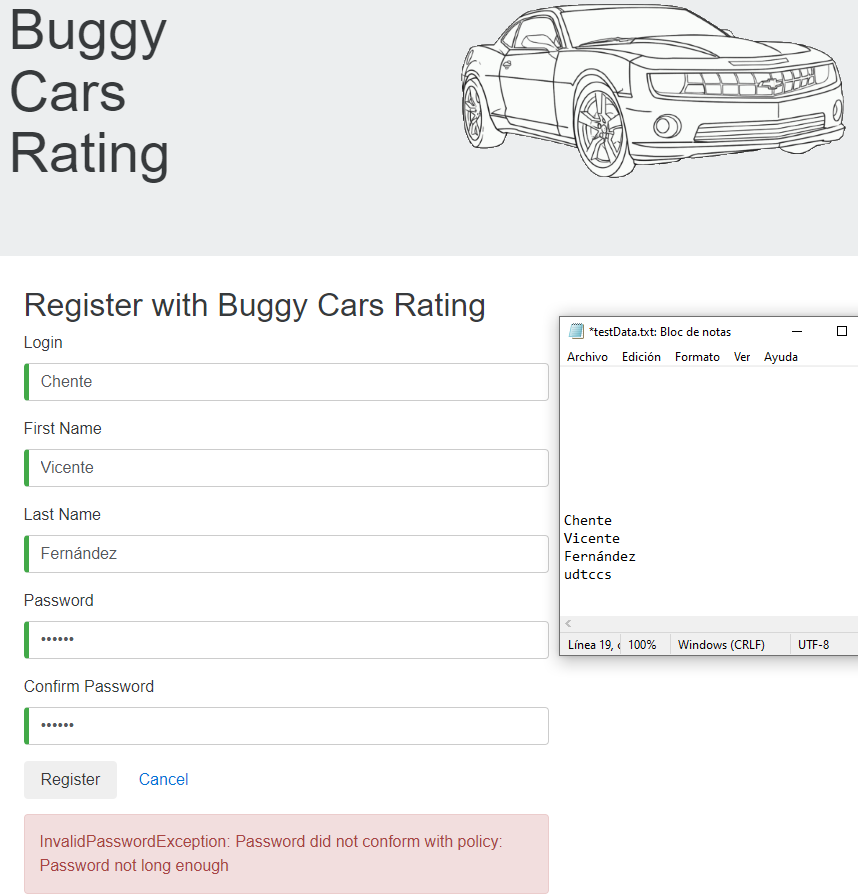 Buggy
Cars
Rating
Register with Buggy Cars Rating
Login
Chente
First Name
Vicente
Last Name
Fernández
Password
••••••
Confirm Password
••••••
Register Cancel
InvalidPasswordException: Password did not conform with policy:
Password not long enough
*testData.txt: Bloc de notas
Archivo Edición Formato Ver Ayuda
Chente
Vicente
Fernández
udtccs
Línea 19, c 100% Windows (CRLF) UTF-8